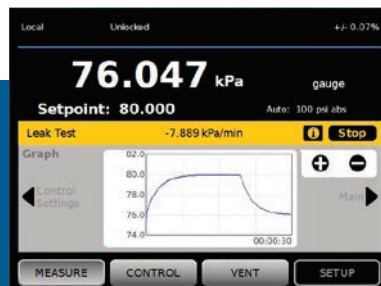 Local Unlocked +/- 0.07%
76.047 kPa gauge
Setpoint: 80.000 Auto: 100 psi abs
Leak Test -7.889 kPa/min i Stop
Graph
82.0
80.0
78.0
76.0
74.0
00:00:30
Control Settings
Main
MEASURE CONTROL VENT SETUP